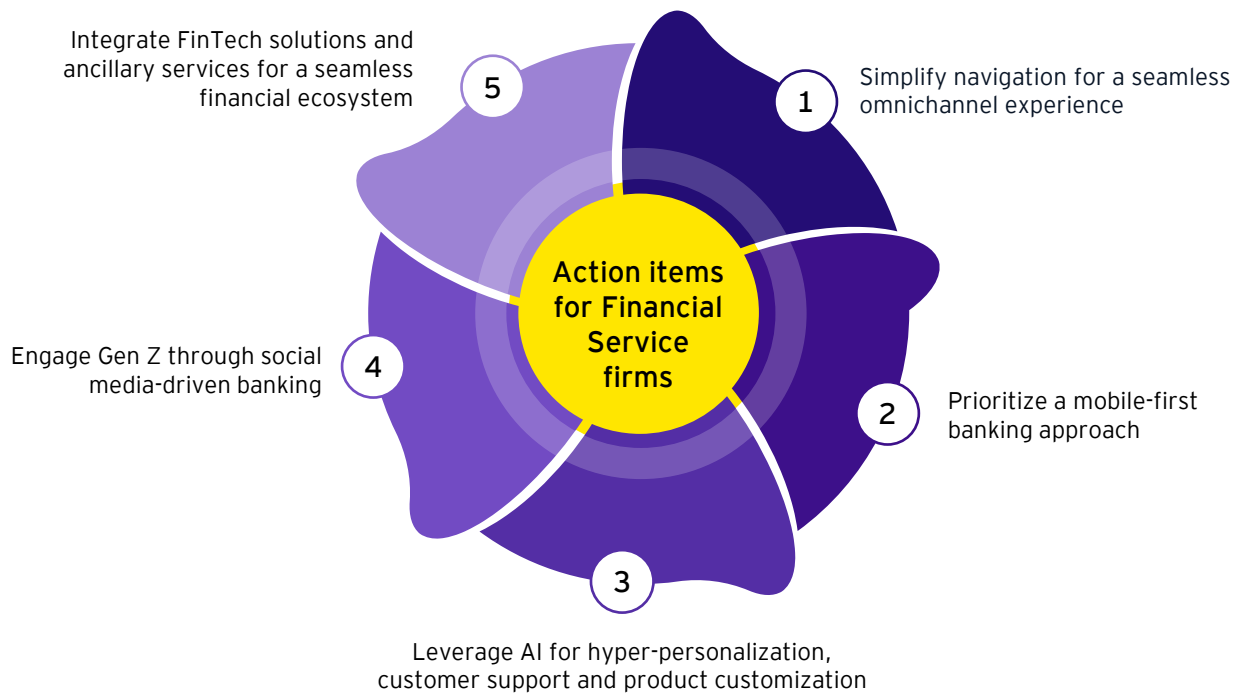 Action items
for Financial
Service
firms
1
Simplify navigation for a seamless
omnichannel experience
2
Prioritize a mobile-first
banking approach
3
Leverage AI for hyper-personalization,
customer support and product customization
4
Engage Gen Z through social
media-driven banking
5
Integrate FinTech solutions and
ancillary services for a seamless
financial ecosystem